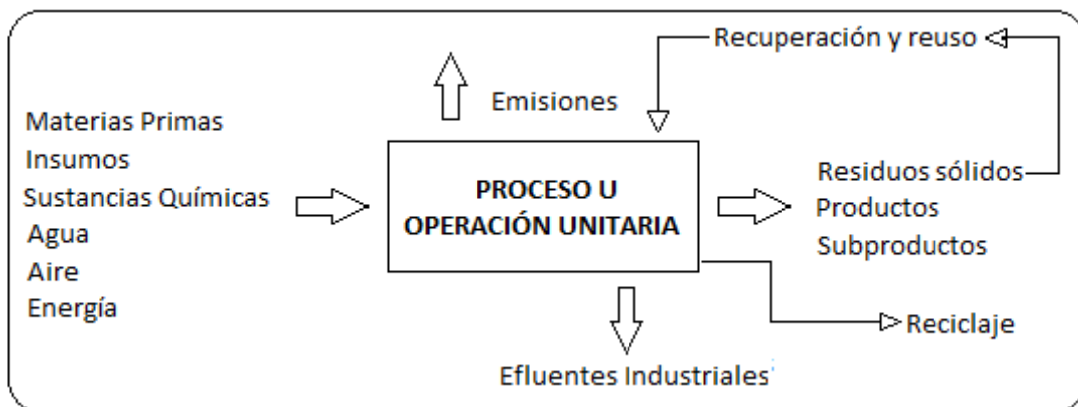 Recuperación y reuso
Emisiones
Materias Primas
Insumos
Sustancias Químicas
Agua
Aire
Energía
PROCESO U
OPERACIÓN UNITARIA
Residuos sólidos
Productos
Subproductos
Reciclaje
Efluentes Industriales